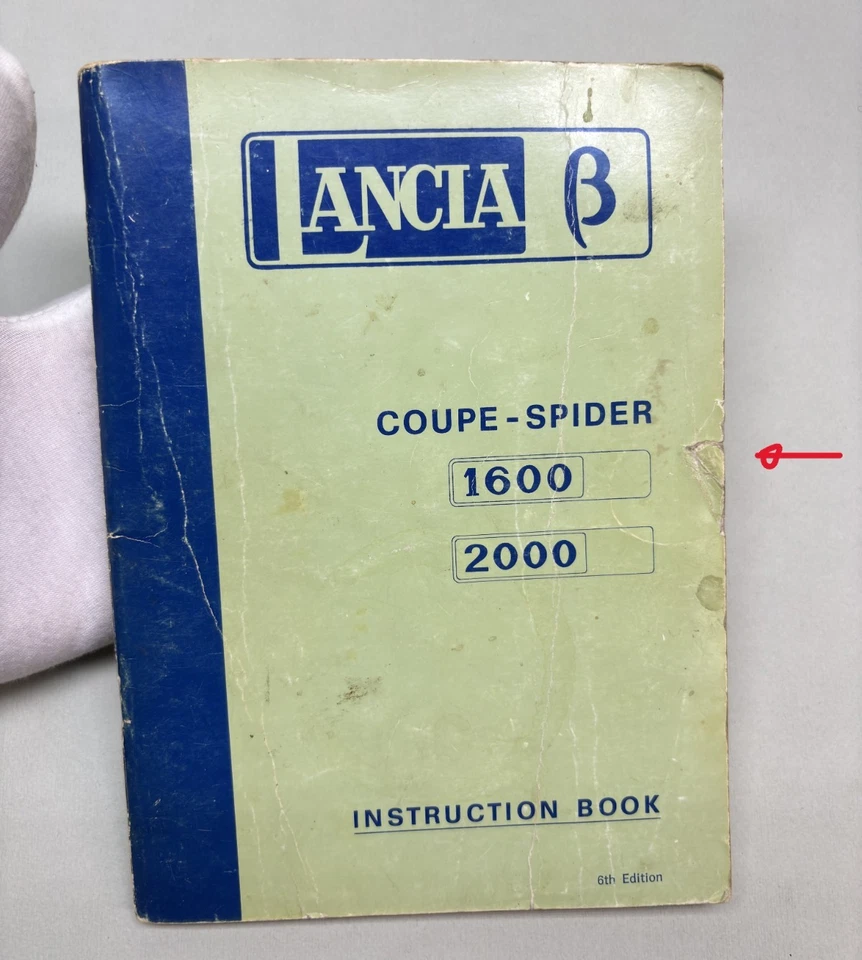 LANCIA β
COUPE-SPIDER
1600
2000
INSTRUCTION BOOK
6th Edition